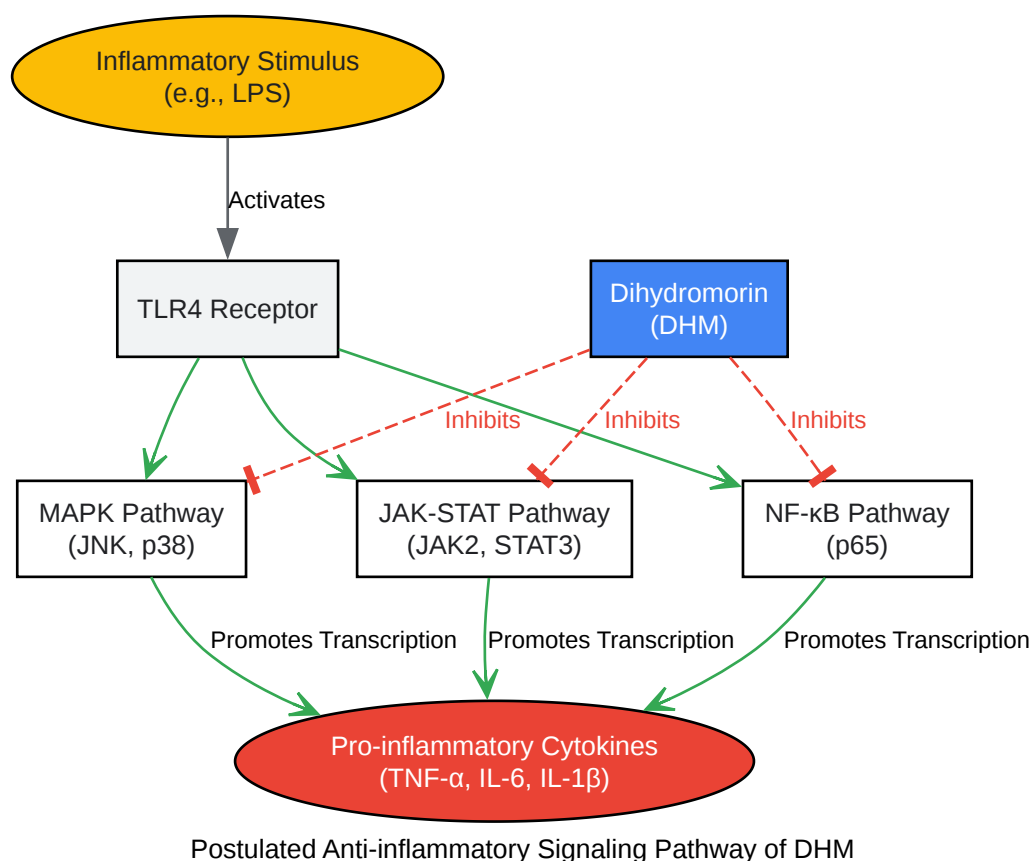 Inflammatory Stimulus
(e.g., LPS)
Activates
TLR4 Receptor
Dihydromorin
(DHM)
Inhibits
Inhibits
Inhibits
MAPK Pathway
(JNK, p38)
JAK-STAT Pathway
(JAK2, STAT3)
NF-κB Pathway
(p65)
Promotes Transcription
Promotes Transcription
Promotes Transcription
Pro-inflammatory Cytokines
(TNF-α, IL-6, IL-1β)
Postulated Anti-inflammatory Signaling Pathway of DHM